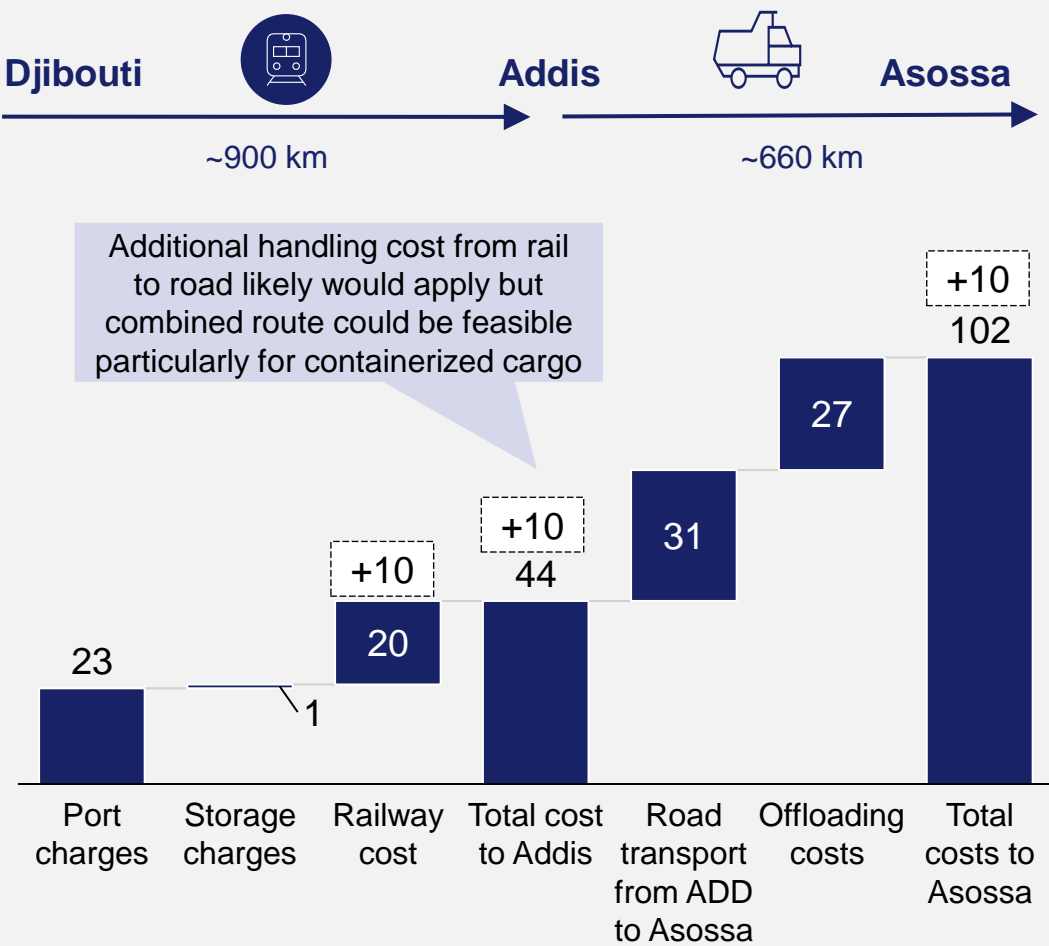 Djibouti
Addis
Asossa
~900 km
~660 km
Additional handling cost from rail
to road likely would apply but
combined route could be feasible
particularly for containerized cargo
+10
102
27
+10
31
+10
44
20
23
1
Port
charges
Storage
charges
Railway
cost
Total cost
to Addis
Road
transport
from ADD
to Asossa
Offloading
costs
Total
costs to
Asossa